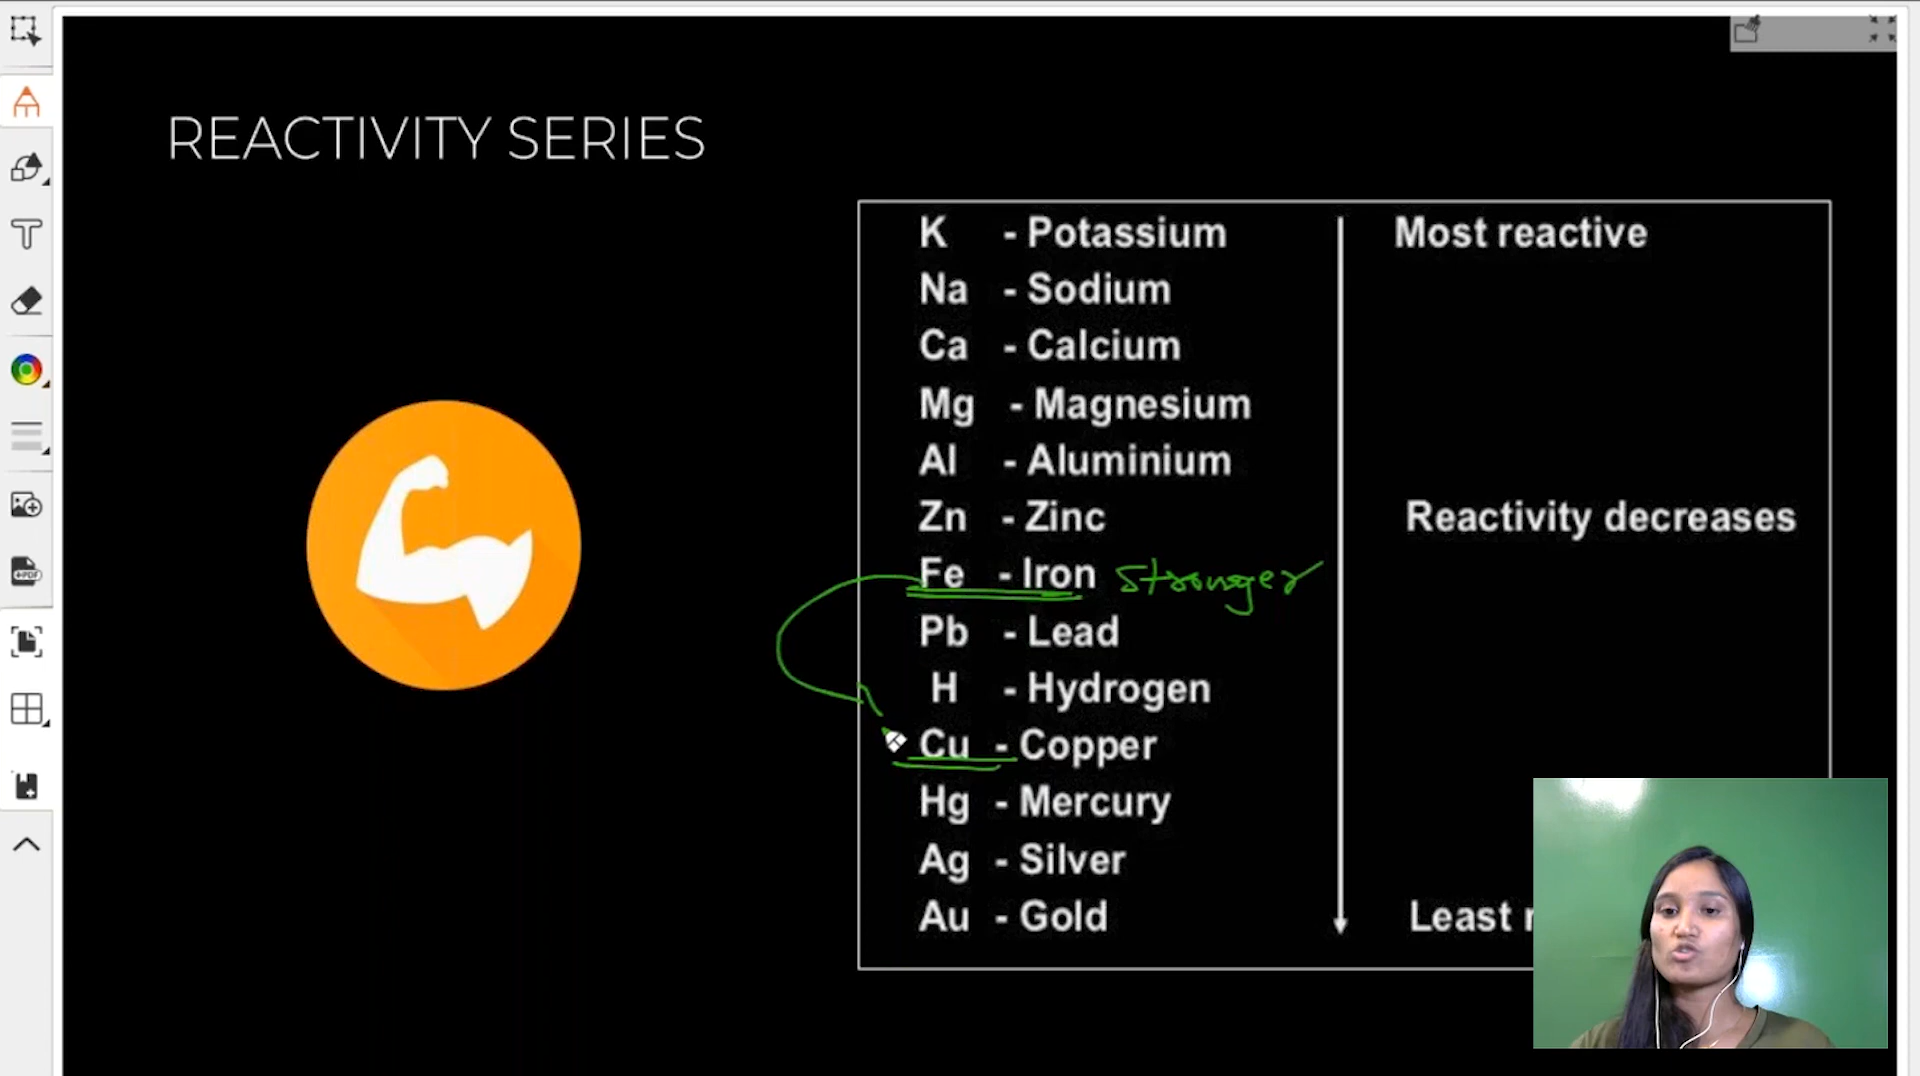 REACTIVITY SERIES
K - Potassium Most reactive
Na - Sodium
Ca - Calcium
Mg - Magnesium
Al - Aluminium
Zn - Zinc Reactivity decreases
Fe - Iron stronger
Pb - Lead
H - Hydrogen
Cu - Copper
Hg - Mercury
Ag - Silver
Au - Gold Least